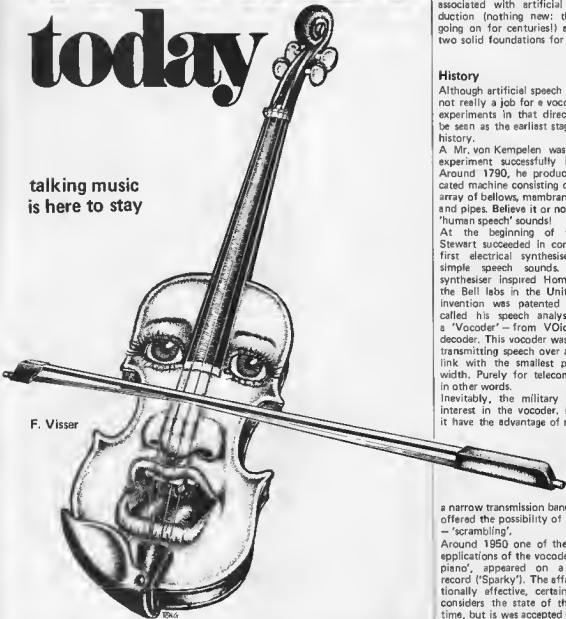 today
talking music
is here to stay
F. Visser
associated with artificial
duction (nothing new: th
going on for centuries!) a
two solid foundations for
History
Although artificial speech
not really a job for e voco
experiments in that direc
be seen as the earliest stag
history.
A Mr. von Kempelen was
experiment successfully i
Around 1790, he produc
cated machine consisting o
array of bellows, membran
and pipes. Believe it or no
'human speech' sounds!
At the beginning of
Stewart succeeded in con
first electrical synthesise
simple speech sounds.
synthesiser inspired Hom
the Bell labs in the Unit
invention was patented
called his speech analys
a 'Vocoder' – from VOic
decoder. This vocoder was
transmitting speech over a
link with the smallest p
width. Purely for telecom
in other words.
Inevitably, the military
interest in the vocoder, i
it have the advantage of r
a narrow transmission band
offered the possibility of
– 'scrambling'.
Around 1950 one of the
epplications of the vocode
piano', appeared on a
record ('Sparky'). The effe
tionally effective, certain
considers the state of th
time, but is wes accepted